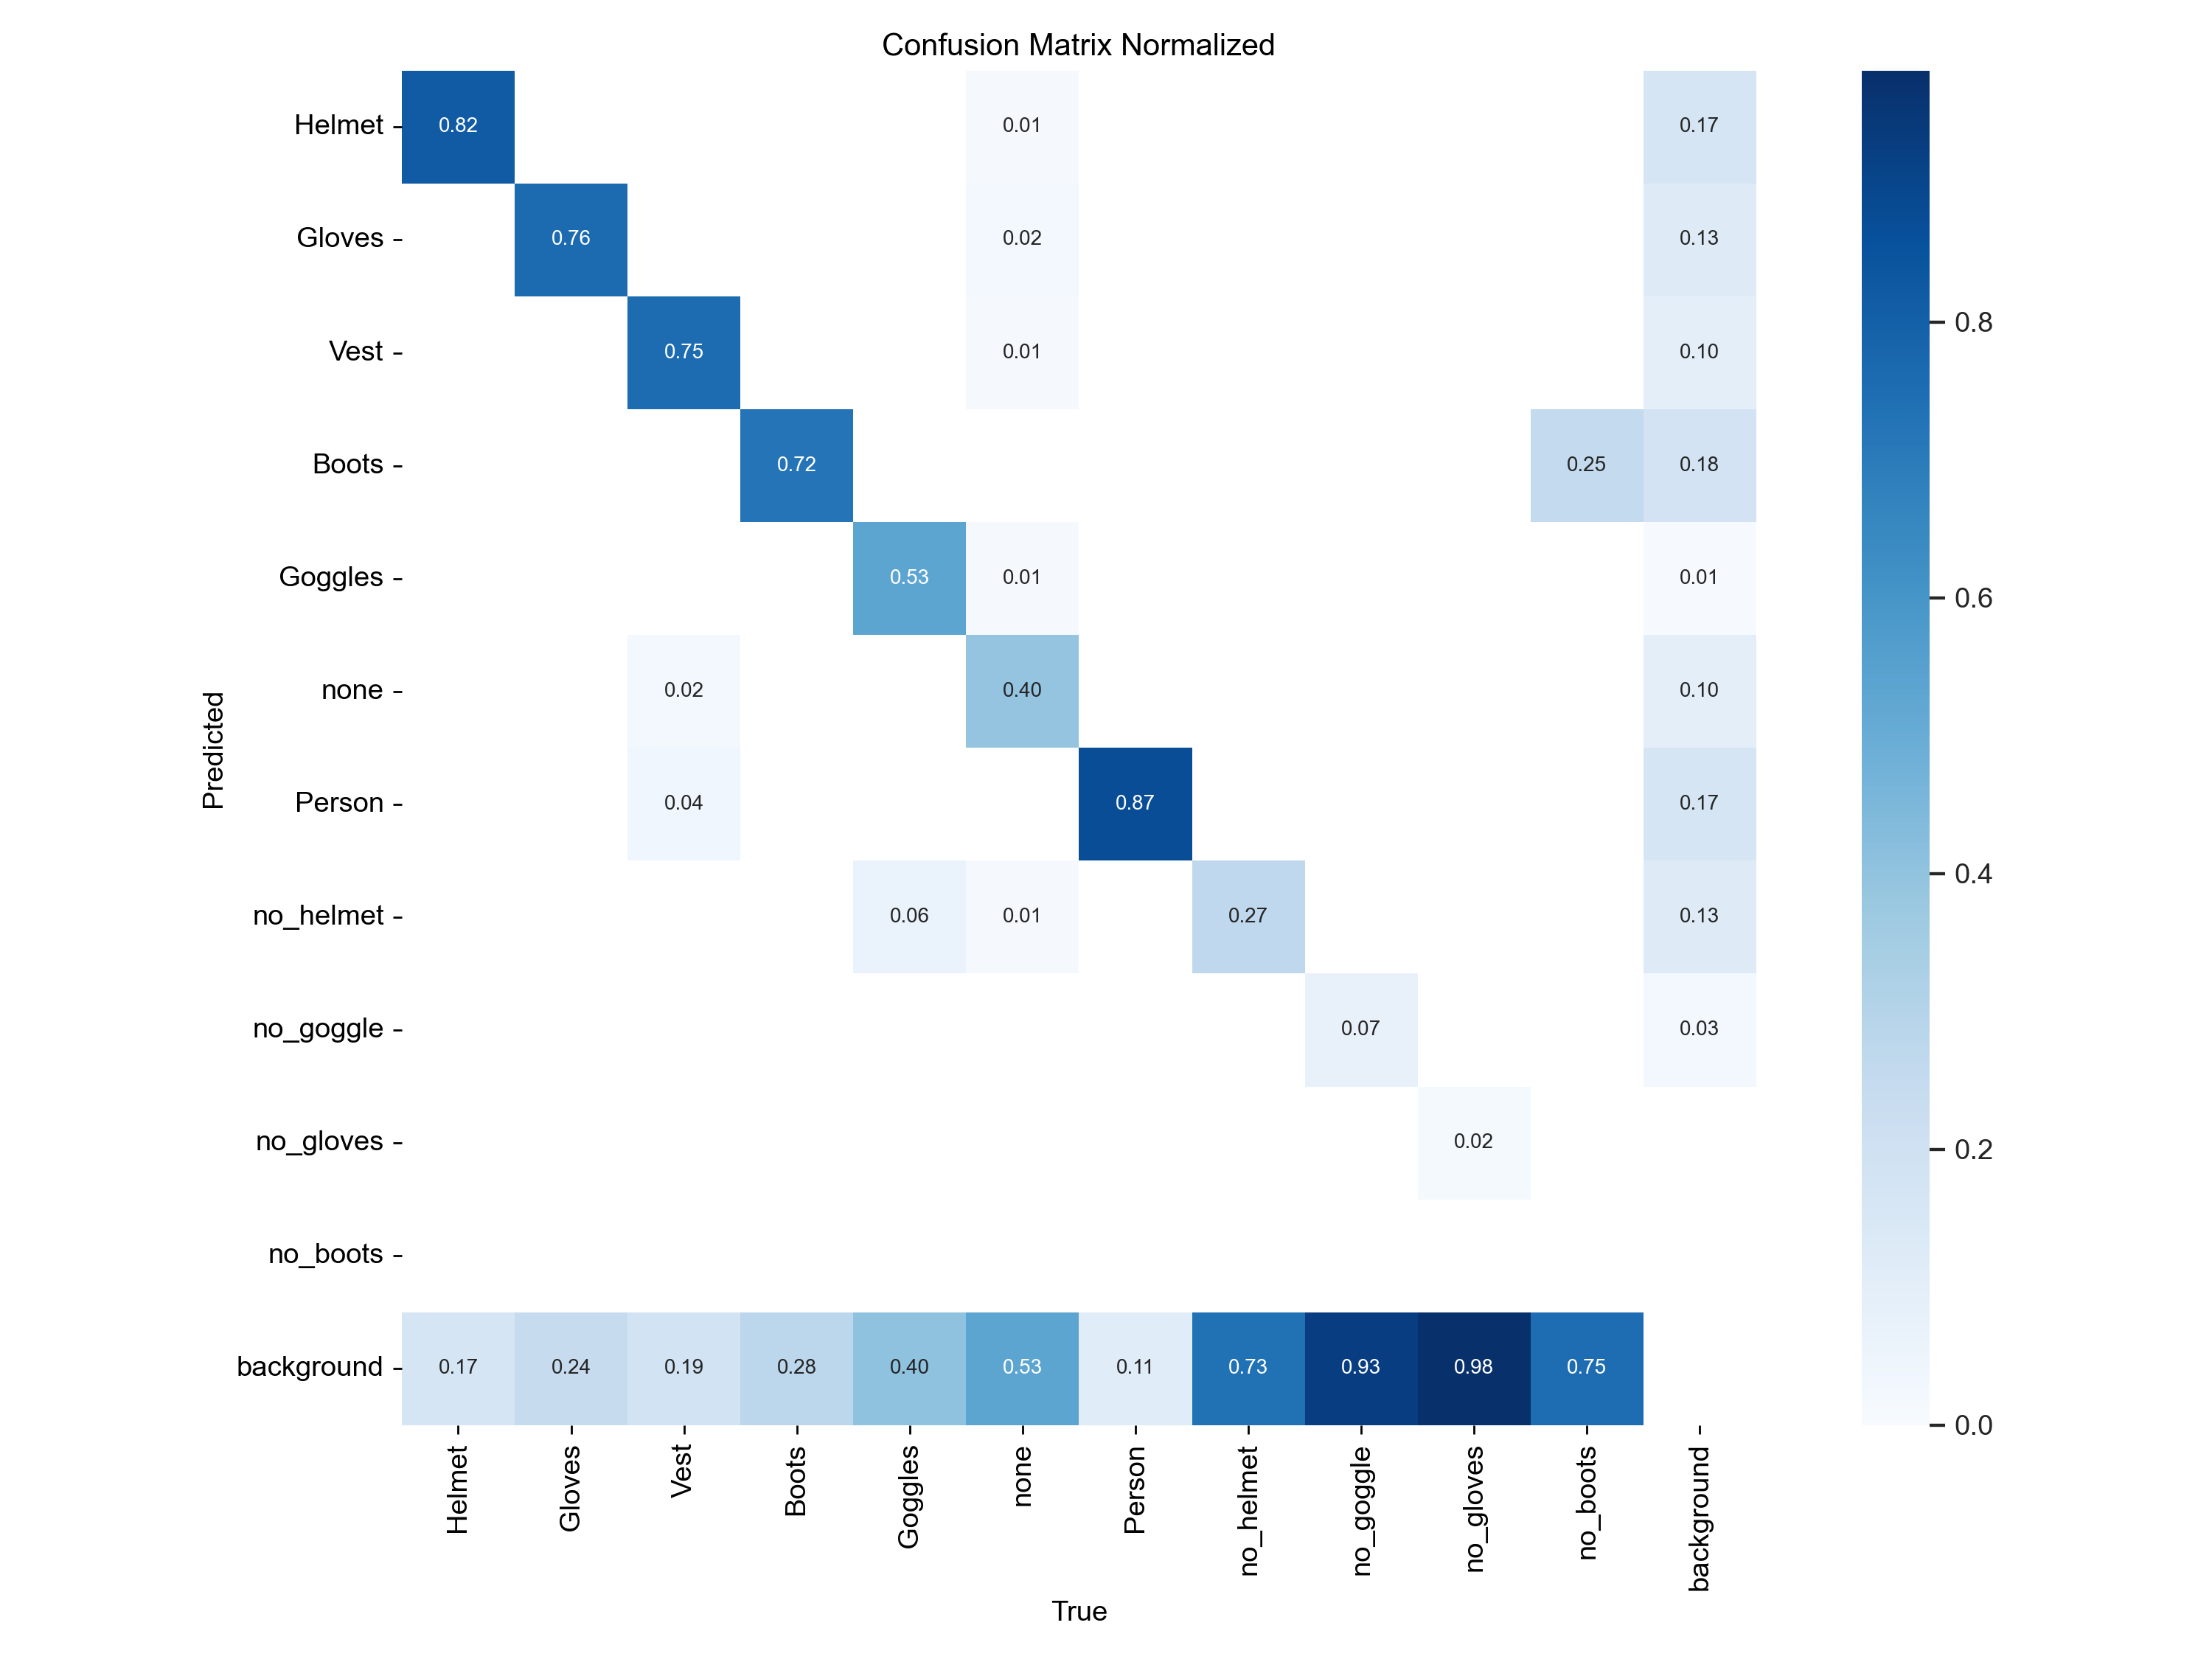 Confusion Matrix Normalized
Helmet 0.82 0.01 0.17
Gloves 0.76 0.02 0.13
Vest 0.75 0.01 0.10
0.8
Boots 0.72 0.25 0.18
Goggles 0.53 0.01 0.01
0.6
none 0.02 0.40 0.10
Predicted
Person 0.04 0.87 0.17
0.4
no_helmet 0.06 0.01 0.27 0.13
no_goggle 0.07 0.03
no_gloves 0.02
0.2
no_boots
background 0.17 0.24 0.19 0.28 0.40 0.53 0.11 0.73 0.93 0.98 0.75
0.0
Helmet Gloves Vest Boots Goggles none Person no_helmet no_goggle no_gloves no_boots background
True